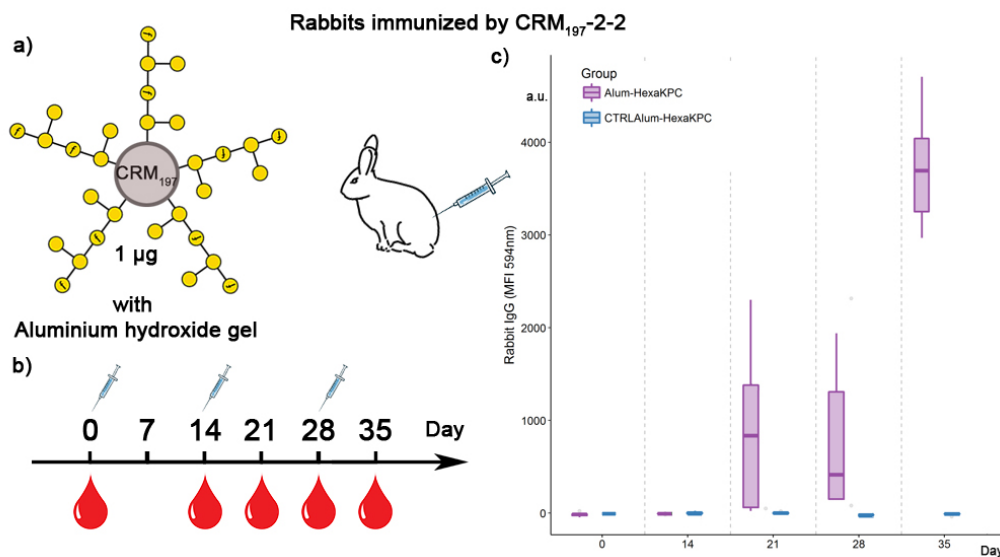 Rabbits immunized by CRM197-2-2
a)
CRM197
1 µg
with
Aluminium hydroxide gel
b)
0 7 14 21 28 35 Day
c)
Group
Alum-HexaKPC
CTRLAlum-HexaKPC
a.u.
Rabbit IgG (MFI 594nm)
4000
3000
2000
1000
0
0 14 21 28 35
Day